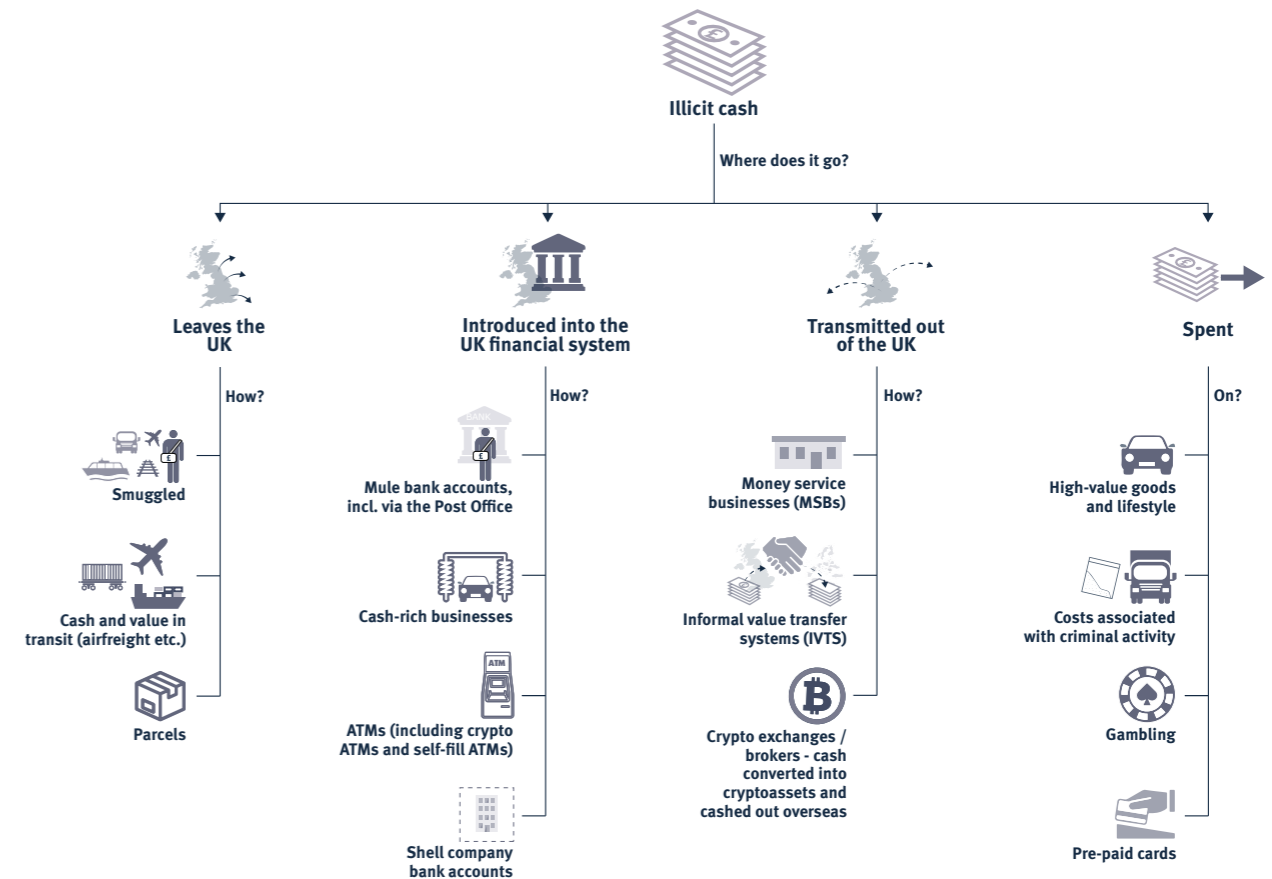 £
Illicit cash
Where does it go?
Leaves the
UK
How?
£
Smuggled
Cash and value in
transit (airfreight etc.)
Parcels
Introduced into the
UK financial system
How?
BANK
£
Mule bank accounts,
incl. via the Post Office
Cash-rich businesses
ATM
ATMs (including crypto
ATMs and self-fill ATMs)
Shell company
bank accounts
Transmitted out
of the UK
How?
Money service
businesses (MSBs)
Informal value transfer
systems (IVTS)
Crypto exchanges /
brokers - cash
converted into
cryptoassets and
cashed out overseas
£
Spent
On?
High-value goods
and lifestyle
Costs associated
with criminal activity
Gambling
Pre-paid cards